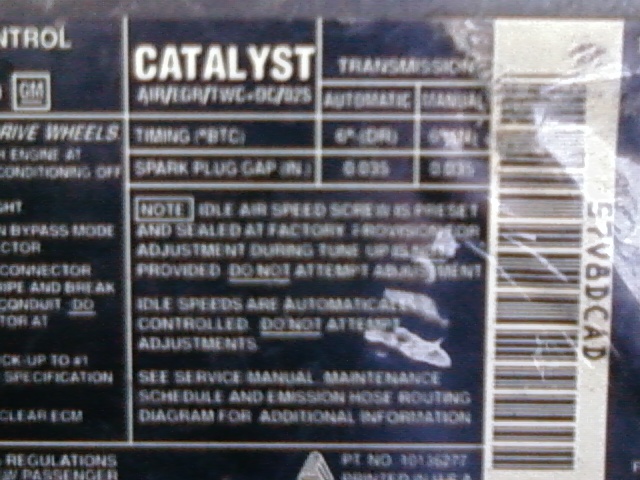 NTROL
GM
RIVE WHEELS
ENGINE AT
CONDITIONING OFF
GHT
N BYPASS MODE
CTOR
CONNECTOR
RIPE AND BREAK
CONDUIT DO
TOR AT
CK-UP TO #1
SPECIFICATION
CLEAR ECM
REGULATIONS
W PASSENGER
CATALYST
AIR/EGR/TWC+OC/O2S
TRANSMISSION
AUTOMATIC MANUAL
TIMING (°BTC) 6° (DR)
SPARK PLUG GAP (IN.) 0.035 0.035
NOTE IDLE AIR SPEED SCREW IS PRESET
AND SEALED AT FACTORY. PROVISION FOR
ADJUSTMENT DURING TUNE UP IS
PROVIDED. DO NOT ATTEMPT ADJUSTMENT
IDLE SPEEDS ARE AUTOMATICALLY
CONTROLLED. DO NOT ATTEMPT
ADJUSTMENTS
SEE SERVICE MANUAL, MAINTENANCE
SCHEDULE AND EMISSION HOSE ROUTING
DIAGRAM FOR ADDITIONAL INFORMATION
PT. NO. 10136277
PRINTED IN U.S.A.
57V8DCAD